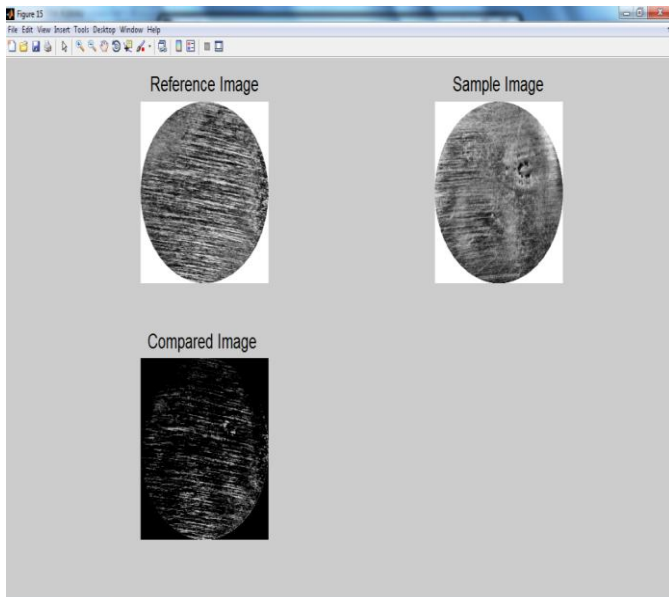 Figure 15
File Edit View Insert Tools Desktop Window Help
Reference Image
Sample Image
Compared Image